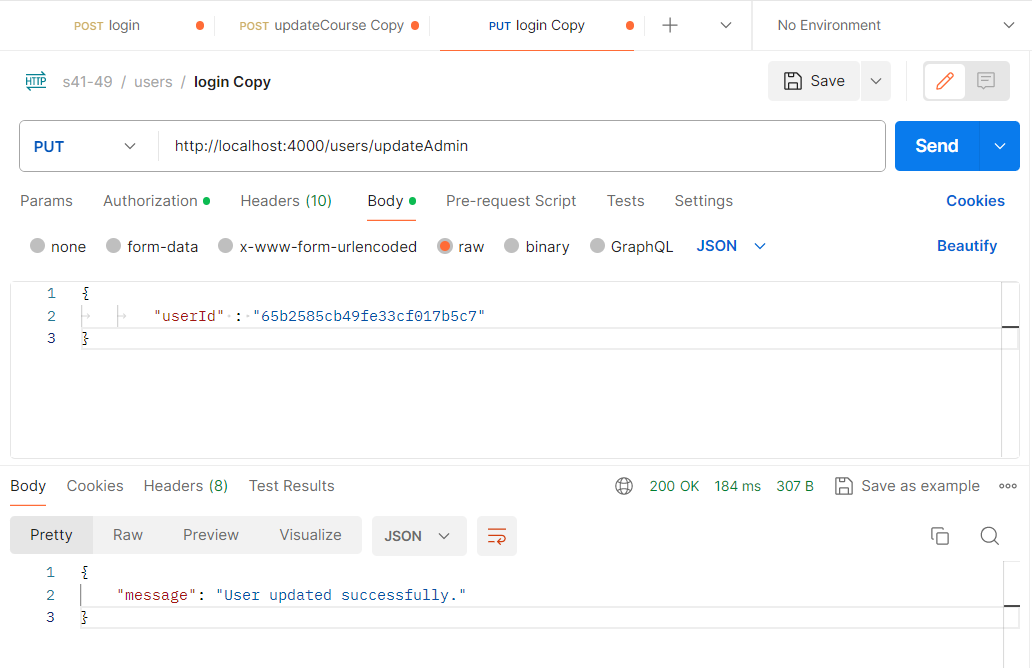 POST login POST updateCourse Copy PUT login Copy No Environment
HTTP s41-49 / users / login Copy Save
PUT http://localhost:4000/users/updateAdmin Send
Params Authorization Headers (10) Body Pre-request Script Tests Settings Cookies
none form-data x-www-form-urlencoded raw binary GraphQL JSON Beautify
1 {
2 "userId" : "65b2585cb49fe33cf017b5c7"
3 }
Body Cookies Headers (8) Test Results 200 OK 184 ms 307 B Save as example
Pretty Raw Preview Visualize JSON
1 {
2 "message": "User updated successfully."
3 }